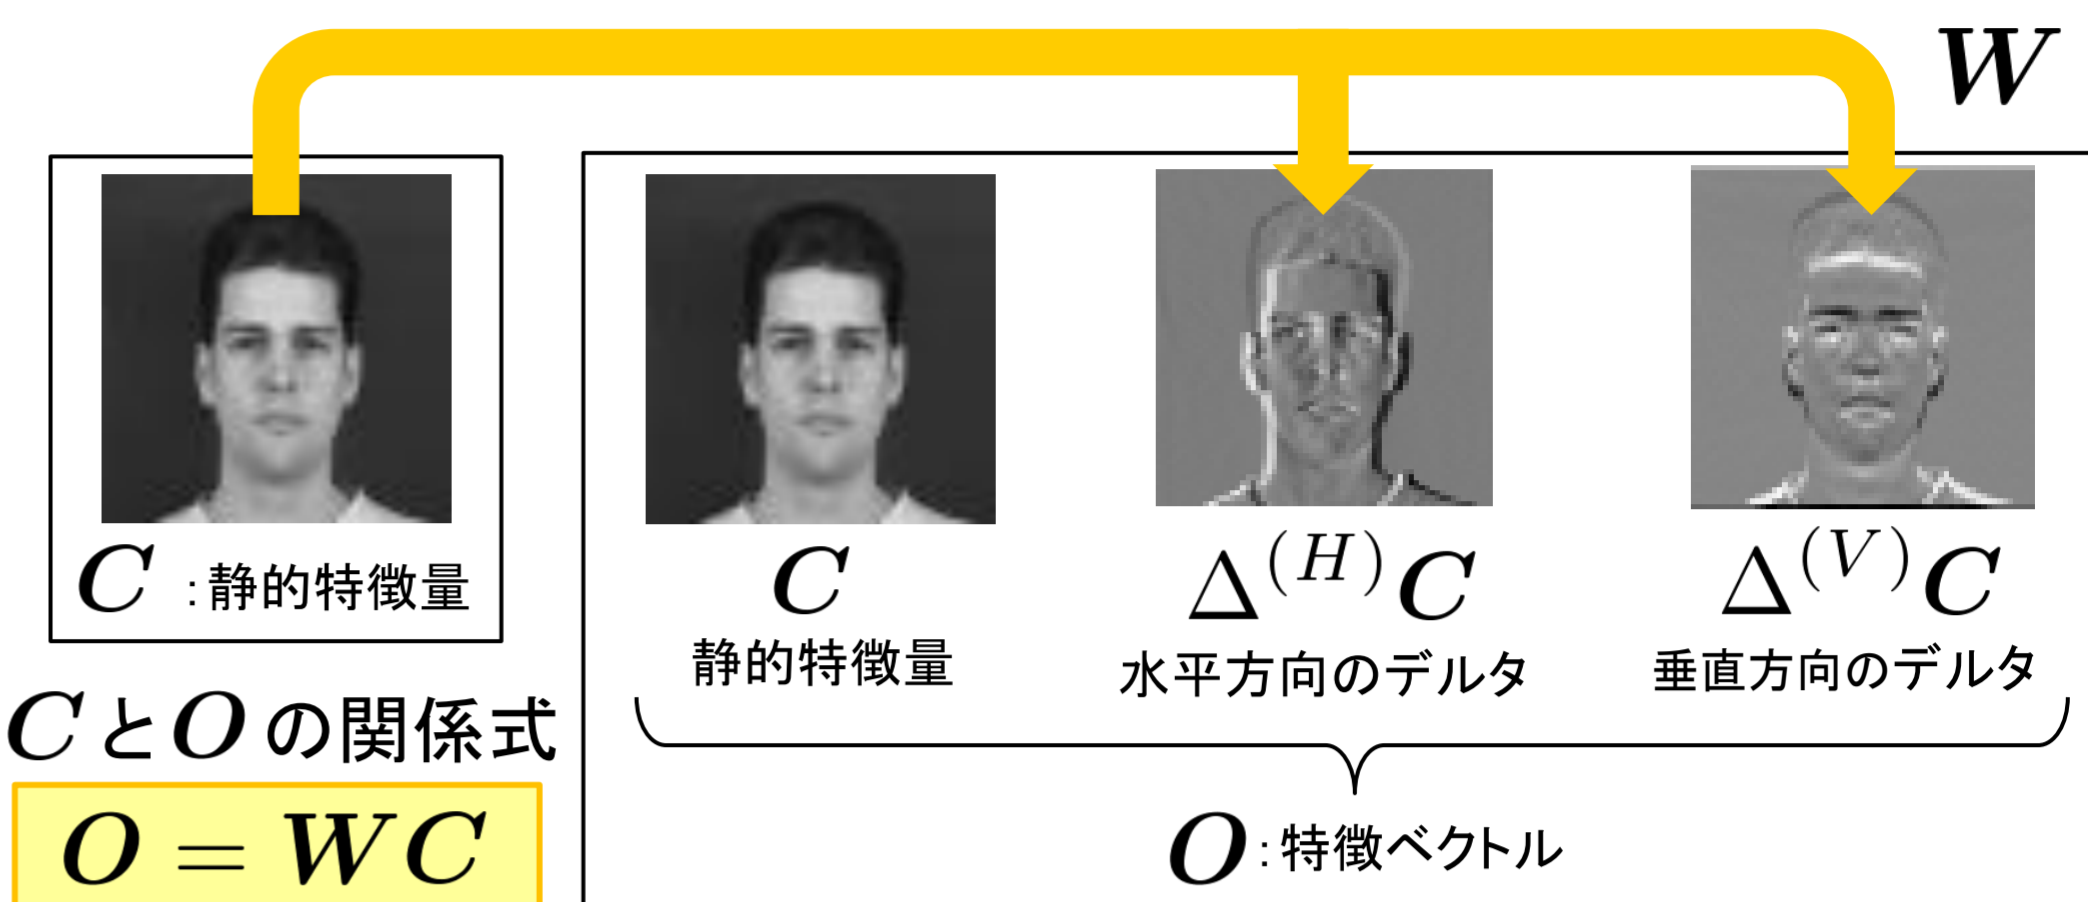 W
C :静的特徴量
C
静的特徴量
Δ^(H)C
水平方向のデルタ
Δ^(V)C
垂直方向のデルタ
CとOの関係式
O = WC
O:特徴ベクトル